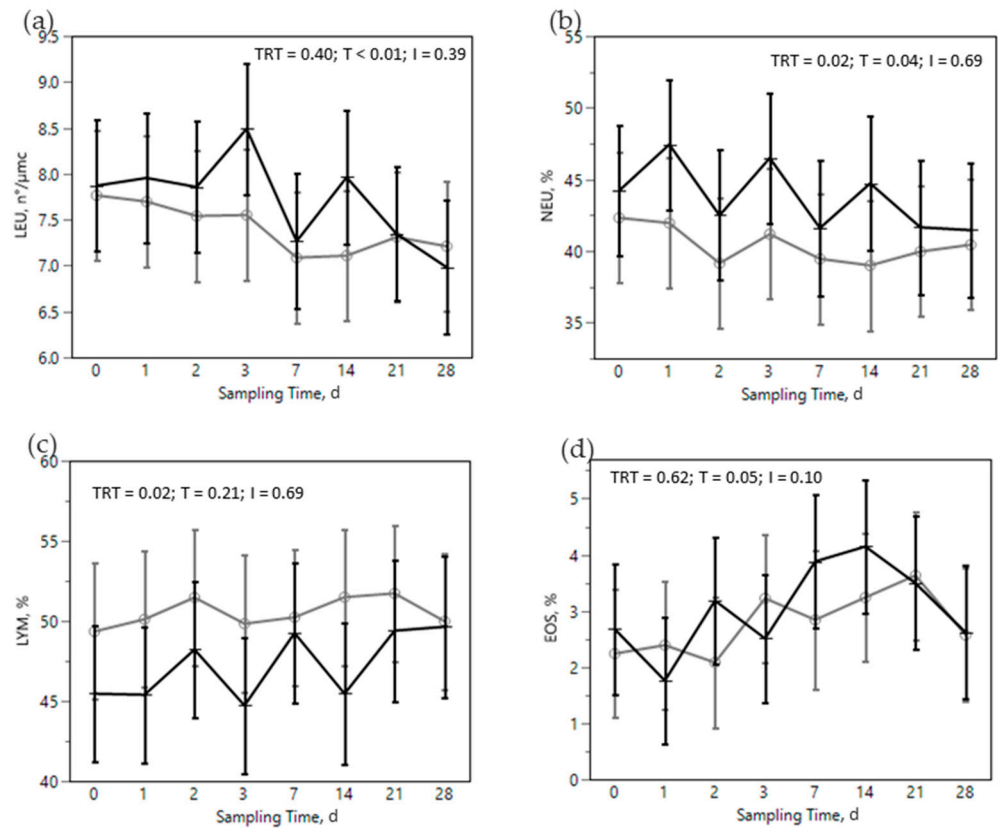 (a)
TRT = 0.40; T < 0.01; I = 0.39
LEU, n°/µmc
9.5
9.0
8.5
8.0
7.5
7.0
6.5
6.0
0 1 2 3 7 14 21 28
Sampling Time, d
(b)
TRT = 0.02; T = 0.04; I = 0.69
NEU, %
55
50
45
40
35
0 1 2 3 7 14 21 28
Sampling Time, d
(c)
TRT = 0.02; T = 0.21; I = 0.69
LYM, %
60
55
50
45
40
0 1 2 3 7 14 21 28
Sampling Time, d
(d)
TRT = 0.62; T = 0.05; I = 0.10
EOS, %
5
4
3
2
1
0
0 1 2 3 7 14 21 28
Sampling Time, d